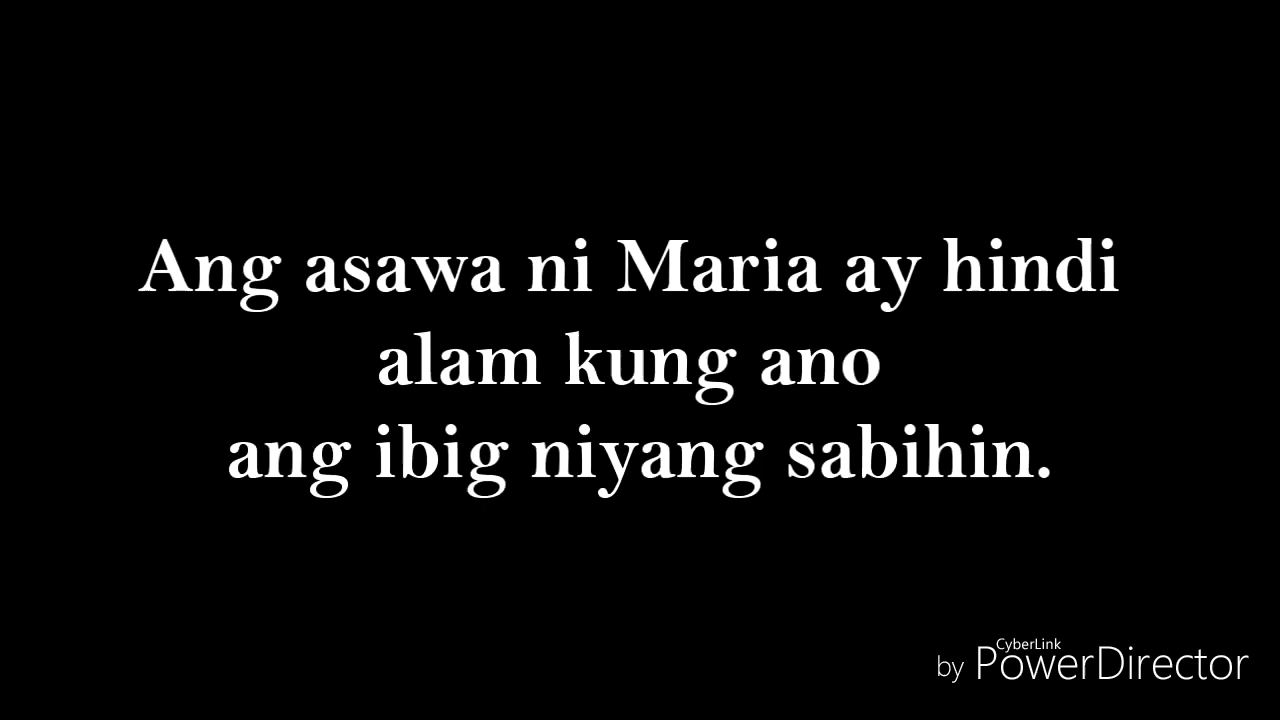 Ang asawa ni Maria ay hindi
alam kung ano
ang ibig niyang sabihin.
CyberLink
by PowerDirector